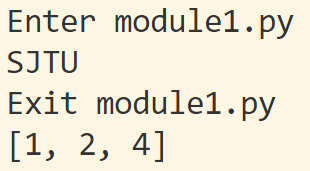 Enter module1.py
SJTU
Exit module1.py
[1, 2, 4]